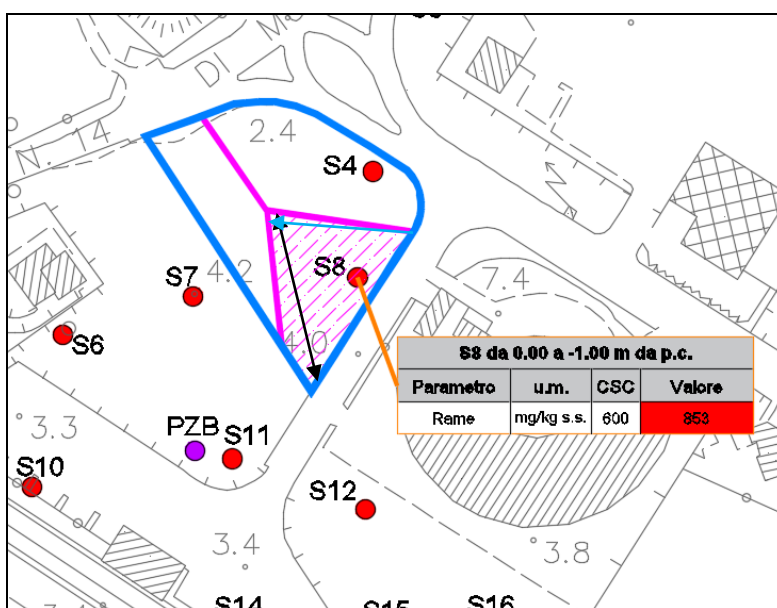 DI
2.4
N. 14
S4
S8
4.2
S7
7.4
S6
4.0
S8 da 0.00 a -1.00 m da p.c.
Parametro u.m. CSC Valore
Rame mg/kg s.s. 600 853
3.3
PZB
S11
S10
S12
3.4
3.8
S14
S15
S16